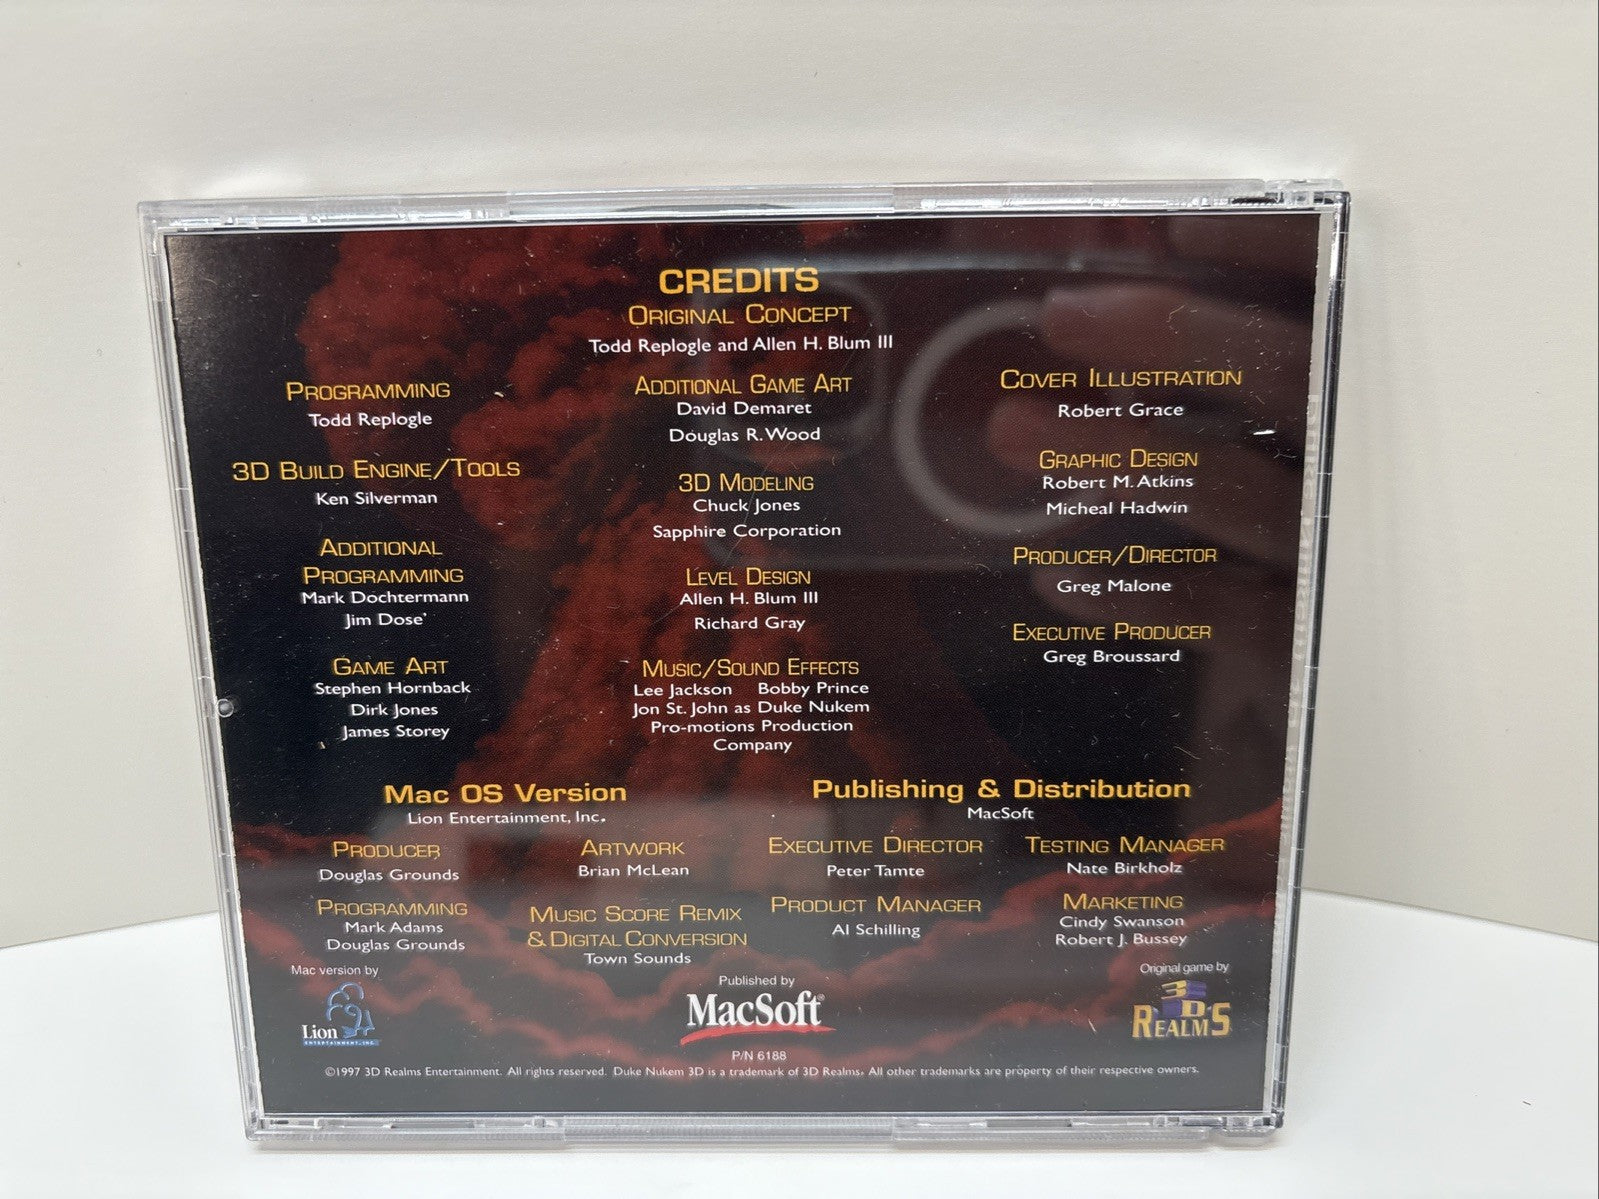 CREDITS
ORIGINAL CONCEPT
Todd Replogle and Allen H. Blum III
PROGRAMMING
Todd Replogle
3D BUILD ENGINE/TOOLS
Ken Silverman
ADDITIONAL
PROGRAMMING
Mark Dochtermann
Jim Dose'
GAME ART
Stephen Hornback
Dirk Jones
James Storey
ADDITIONAL GAME ART
David Demaret
Douglas R. Wood
3D MODELING
Chuck Jones
Sapphire Corporation
LEVEL DESIGN
Allen H. Blum III
Richard Gray
MUSIC/SOUND EFFECTS
Lee Jackson Bobby Prince
Jon St. John as Duke Nukem
Pro-motions Production
Company
COVER ILLUSTRATION
Robert Grace
GRAPHIC DESIGN
Robert M. Atkins
Micheal Hadwin
PRODUCER/DIRECTOR
Greg Malone
EXECUTIVE PRODUCER
Greg Broussard
Mac OS Version
Lion Entertainment, Inc.
PRODUCER
Douglas Grounds
PROGRAMMING
Mark Adams
Douglas Grounds
ARTWORK
Brian McLean
MUSIC SCORE REMIX
& DIGITAL CONVERSION
Town Sounds
Publishing & Distribution
MacSoft
EXECUTIVE DIRECTOR
Peter Tamte
PRODUCT MANAGER
Al Schilling
TESTING MANAGER
Nate Birkholz
MARKETING
Cindy Swanson
Robert J. Bussey
Mac version by
Lion
ENTERTAINMENT, INC.
Published by
MacSoft®
P/N 6188
Original game by
3D
REALMS
©1997 3D Realms Entertainment. All rights reserved. Duke Nukem 3D is a trademark of 3D Realms. All other trademarks are property of their respective owners.